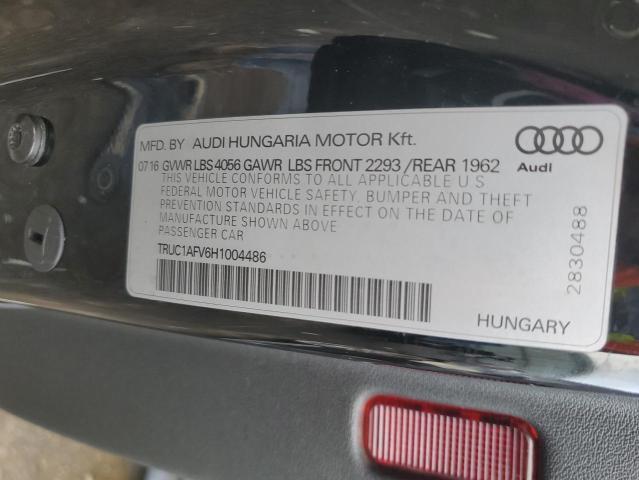 MFD. BY AUDI HUNGARIA MOTOR Kft.
0716 GVWR LBS 4056 GAWR LBS FRONT 2293 /REAR 1962
THIS VEHICLE CONFORMS TO ALL APPLICABLE U S
FEDERAL MOTOR VEHICLE SAFETY, BUMPER AND THEFT
PREVENTION STANDARDS IN EFFECT ON THE DATE OF
MANUFACTURE SHOWN ABOVE
PASSENGER CAR
TRUC1AFV6H1004486
Audi
2830488
HUNGARY